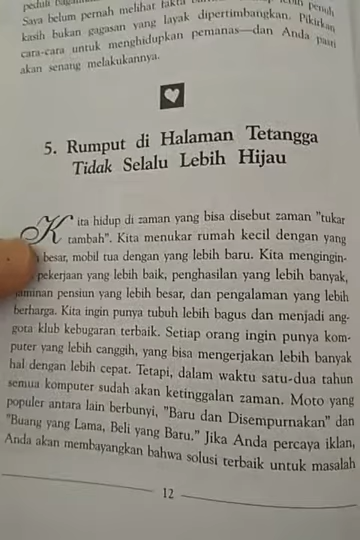 Saya belum pernah melihat fakta
kasih bukan gagasan yang layak dipertimbangkan. Pikirkan
cara-cara untuk menghidupkan pemanas—dan Anda pasti
akan senang melakukannya.
5. Rumput di Halaman Tetangga
Tidak Selalu Lebih Hijau
Kita hidup di zaman yang bisa disebut zaman "tukar
tambah". Kita menukar rumah kecil dengan yang
besar, mobil tua dengan yang lebih baru. Kita mengingin-
pekerjaan yang lebih baik, penghasilan yang lebih banyak,
jaminan pensiun yang lebih besar, dan pengalaman yang lebih
berharga. Kita ingin punya tubuh lebih bagus dan menjadi ang-
gota klub kebugaran terbaik. Setiap orang ingin punya kom-
puter yang lebih canggih, yang bisa mengerjakan lebih banyak
hal dengan lebih cepat. Tetapi, dalam waktu satu-dua tahun
semua komputer sudah akan ketinggalan zaman. Moto yang
populer antara lain berbunyi, "Baru dan Disempurnakan" dan
"Buang yang Lama, Beli yang Baru." Jika Anda percaya iklan,
Anda akan membayangkan bahwa solusi terbaik untuk masalah
12